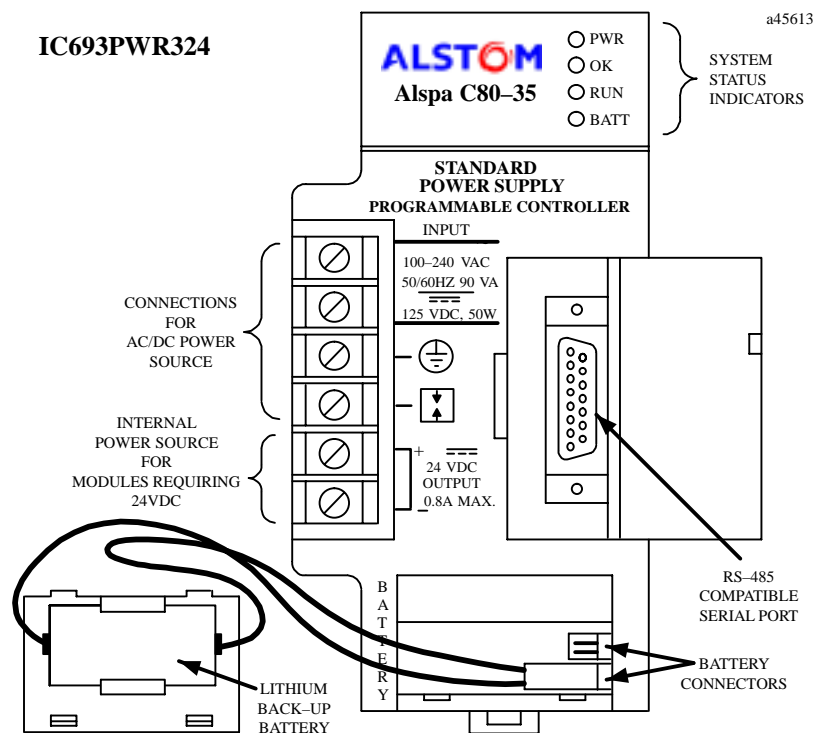 a45613
IC693PWR324
ALSTOM
Alspa C80–35
PWR
OK
RUN
BATT
SYSTEM
STATUS
INDICATORS
STANDARD
POWER SUPPLY
PROGRAMMABLE CONTROLLER
INPUT
100–240 VAC
50/60HZ 90 VA
125 VDC, 50W
CONNECTIONS
FOR
AC/DC POWER
SOURCE
INTERNAL
POWER SOURCE
FOR
MODULES REQUIRING
24VDC
+
24 VDC
OUTPUT
0.8A MAX.
–
RS–485
COMPATIBLE
SERIAL PORT
BATTERY
BATTERY
CONNECTORS
LITHIUM
BACK–UP
BATTERY